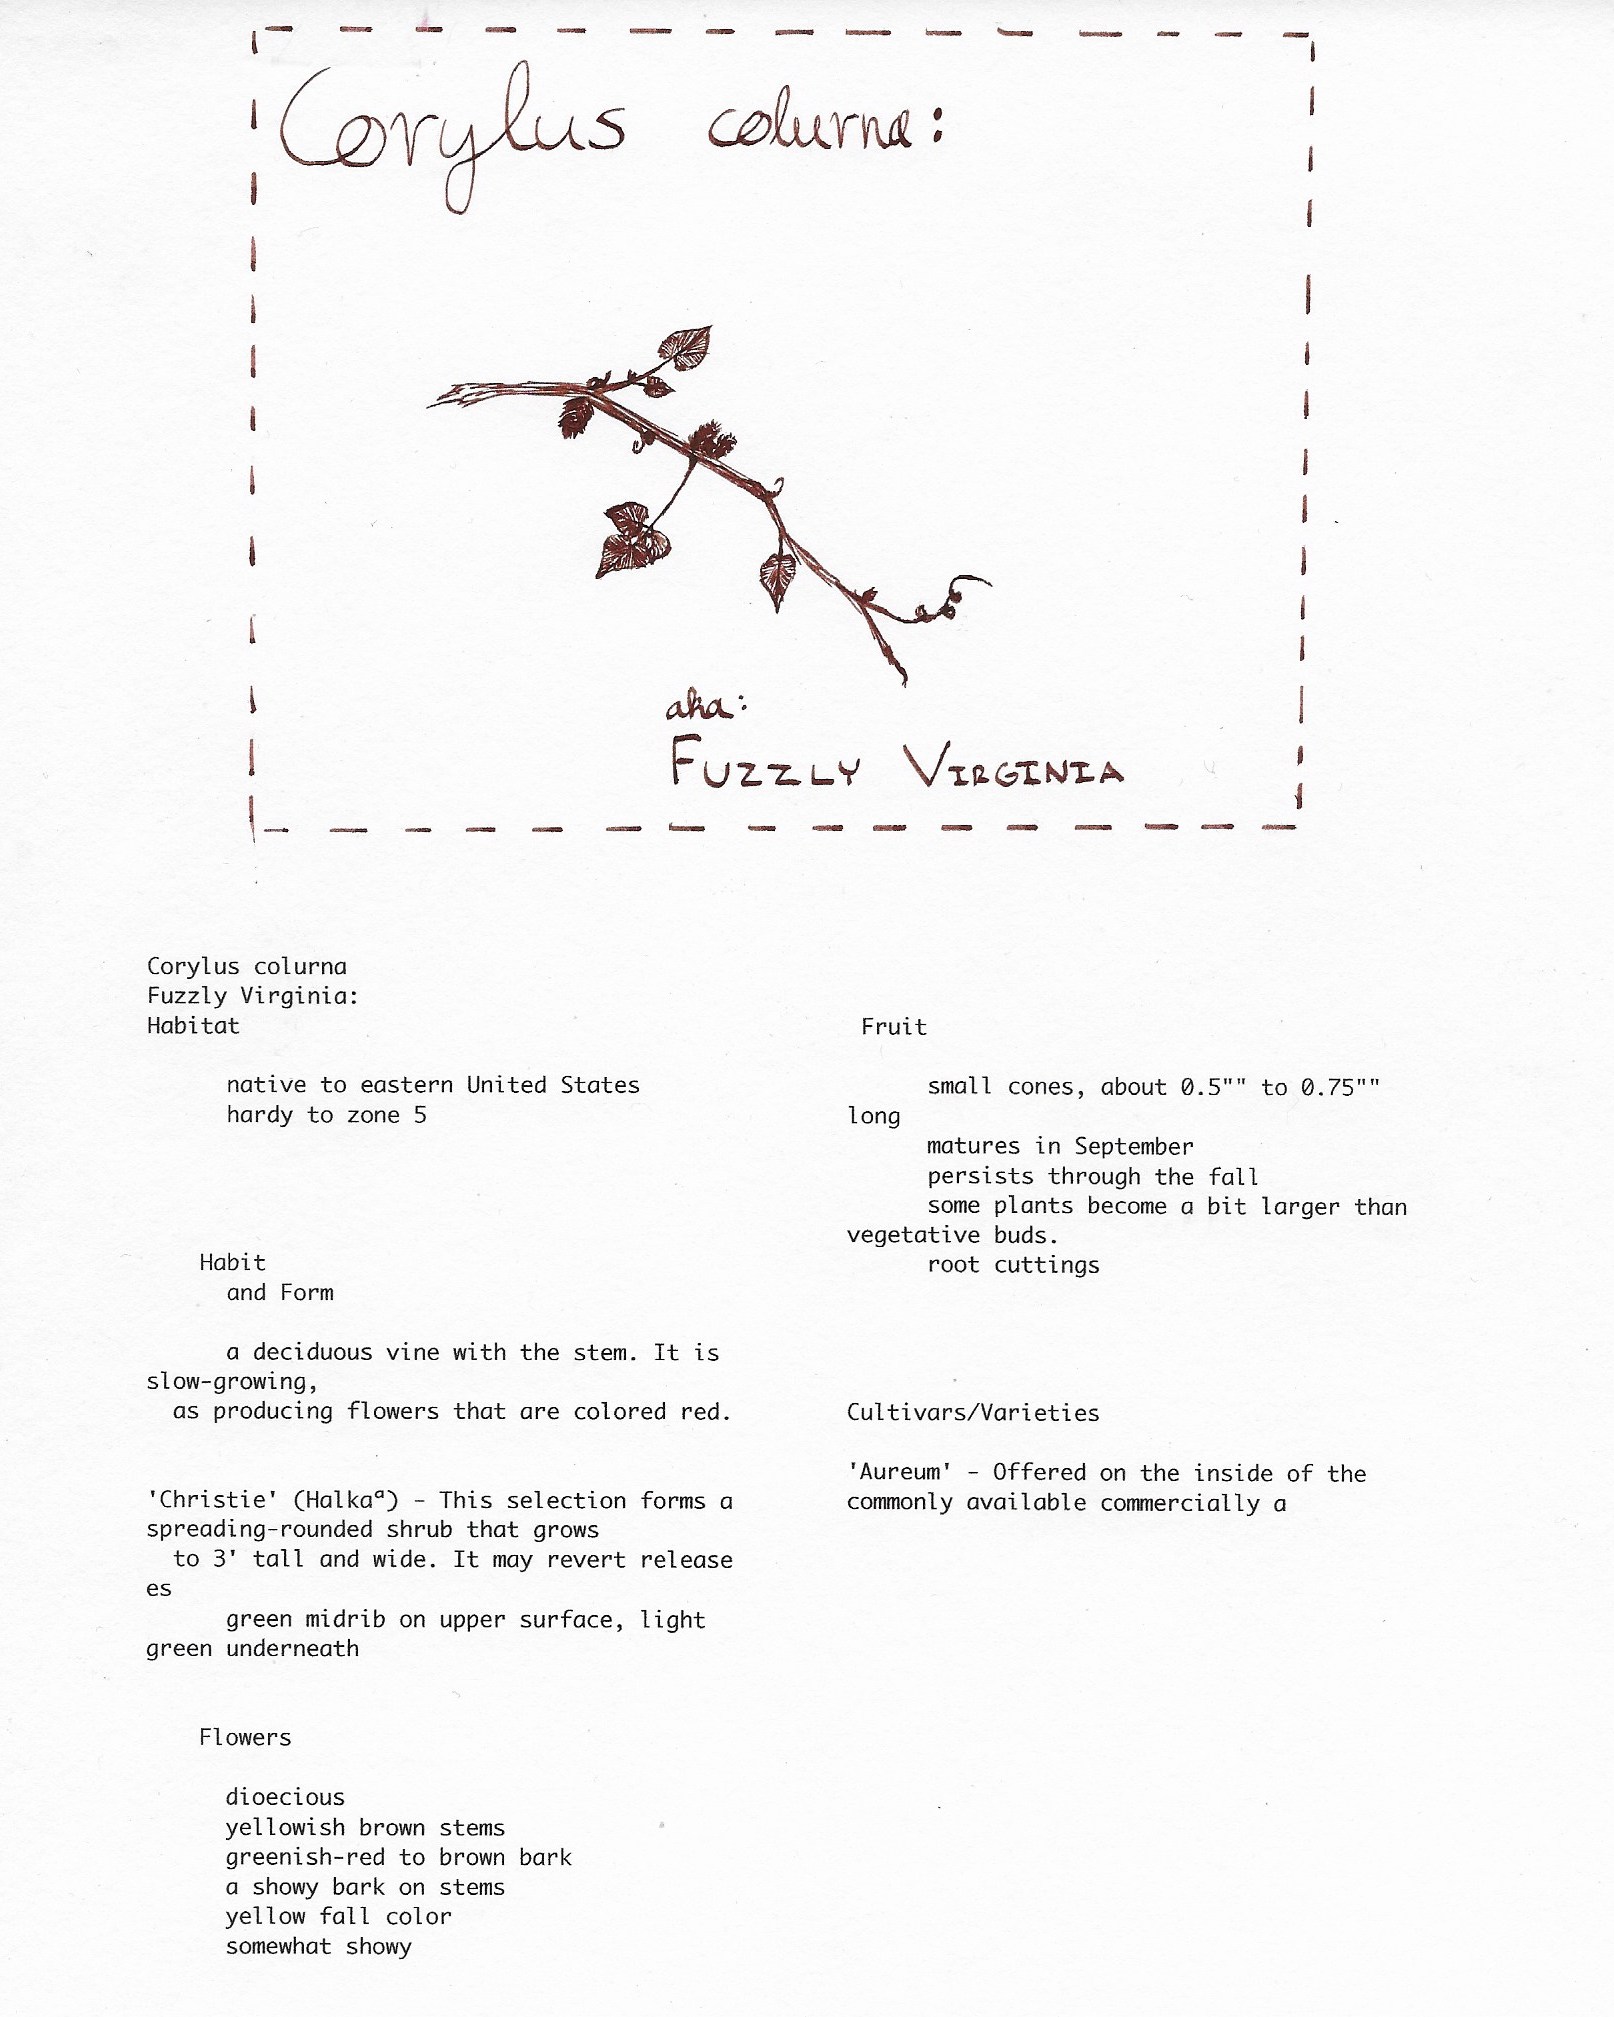 Corylus colurna:
aka:
FUZZLY VIRGINIA
Corylus colurna
Fuzzly Virginia:
Habitat
native to eastern United States
hardy to zone 5
Habit
and Form
a deciduous vine with the stem. It is
slow-growing,
as producing flowers that are colored red.
'Christie' (Halkaª) - This selection forms a
spreading-rounded shrub that grows
to 3' tall and wide. It may revert release
es
green midrib on upper surface, light
green underneath
Flowers
dioecious
yellowish brown stems
greenish-red to brown bark
a showy bark on stems
yellow fall color
somewhat showy
Fruit
small cones, about 0.5"" to 0.75""
long
matures in September
persists through the fall
some plants become a bit larger than
vegetative buds.
root cuttings
Cultivars/Varieties
'Aureum' - Offered on the inside of the
commonly available commercially a